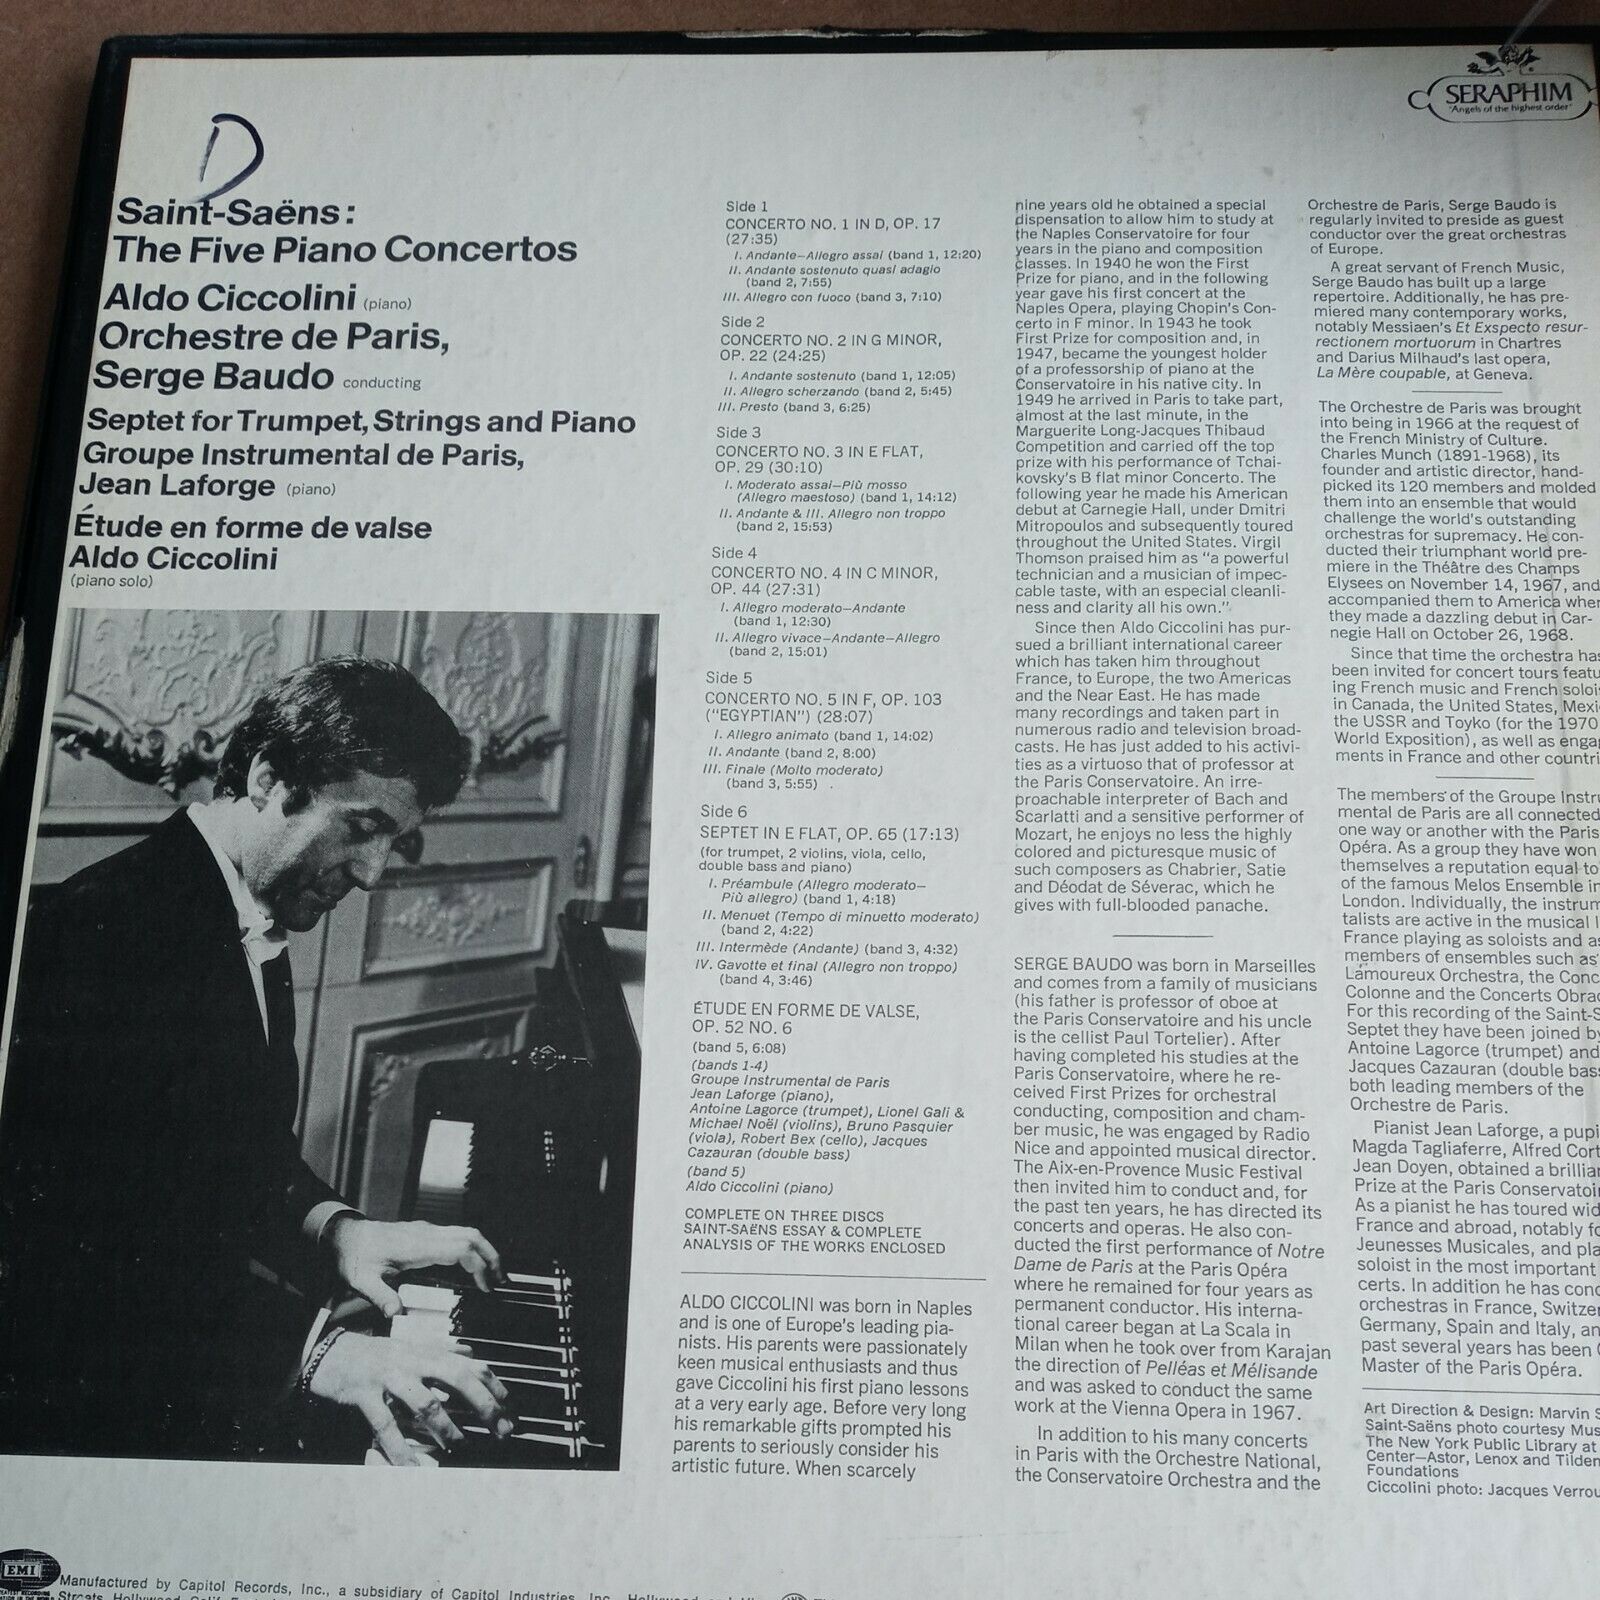 D
SERAPHIM
"Angels of the highest order"
Saint-Saëns:
The Five Piano Concertos
Aldo Ciccolini (piano)
Orchestre de Paris,
Serge Baudo conducting
Septet for Trumpet, Strings and Piano
Groupe Instrumental de Paris,
Jean Laforge (piano)
Étude en forme de valse
Aldo Ciccolini
(piano solo)
Side 1
CONCERTO NO. 1 IN D, OP. 17
(27:35)
I. Andante—Allegro assai (band 1, 12:20)
II. Andante sostenuto quasi adagio
(band 2, 7:55)
III. Allegro con fuoco (band 3, 7:10)
Side 2
CONCERTO NO. 2 IN G MINOR,
OP. 22 (24:25)
I. Andante sostenuto (band 1, 12:05)
II. Allegro scherzando (band 2, 5:45)
III. Presto (band 3, 6:25)
Side 3
CONCERTO NO. 3 IN E FLAT,
OP. 29 (30:10)
I. Moderato assai—Più mosso
(Allegro maestoso) (band 1, 14:12)
II. Andante & III. Allegro non troppo
(band 2, 15:53)
Side 4
CONCERTO NO. 4 IN C MINOR,
OP. 44 (27:31)
I. Allegro moderato—Andante
(band 1, 12:30)
II. Allegro vivace—Andante—Allegro
(band 2, 15:01)
Side 5
CONCERTO NO. 5 IN F, OP. 103
("EGYPTIAN") (28:07)
I. Allegro animato (band 1, 14:02)
II. Andante (band 2, 8:00)
III. Finale (Molto moderato)
(band 3, 5:55)
Side 6
SEPTET IN E FLAT, OP. 65 (17:13)
(for trumpet, 2 violins, viola, cello,
double bass and piano)
I. Préambule (Allegro moderato—
Più allegro) (band 1, 4:18)
II. Menuet (Tempo di minuetto moderato)
(band 2, 4:22)
III. Intermède (Andante) (band 3, 4:32)
IV. Gavotte et final (Allegro non troppo)
(band 4, 3:46)
ÉTUDE EN FORME DE VALSE,
OP. 52 NO. 6
(band 5, 6:08)
(bands 1-4)
Groupe Instrumental de Paris
Jean Laforge (piano),
Antoine Lagorce (trumpet), Lionel Gali &
Michael Noël (violins), Bruno Pasquier
(viola), Robert Bex (cello), Jacques
Cazauran (double bass)
(band 5)
Aldo Ciccolini (piano)
COMPLETE ON THREE DISCS
SAINT-SAËNS ESSAY & COMPLETE
ANALYSIS OF THE WORKS ENCLOSED
ALDO CICCOLINI was born in Naples
and is one of Europe's leading pia-
nists. His parents were passionately
keen musical enthusiasts and thus
gave Ciccolini his first piano lessons
at a very early age. Before very long
his remarkable gifts prompted his
parents to seriously consider his
artistic future. When scarcely
nine years old he obtained a special
dispensation to allow him to study at
the Naples Conservatoire for four
years in the piano and composition
classes. In 1940 he won the First
Prize for piano, and in the following
year gave his first concert at the
Naples Opera, playing Chopin's Con-
certo in F minor. In 1943 he took
First Prize for composition and, in
1947, became the youngest holder
of a professorship of piano at the
Conservatoire in his native city. In
1949 he arrived in Paris to take part,
almost at the last minute, in the
Marguerite Long-Jacques Thibaud
Competition and carried off the top
prize with his performance of Tchai-
kovsky's B flat minor Concerto. The
following year he made his American
debut at Carnegie Hall, under Dmitri
Mitropoulos and subsequently toured
throughout the United States. Virgil
Thomson praised him as "a powerful
technician and a musician of impec-
cable taste, with an especial cleanli-
ness and clarity all his own."
Since then Aldo Ciccolini has pur-
sued a brilliant international career
which has taken him throughout
France, to Europe, the two Americas
and the Near East. He has made
many recordings and taken part in
numerous radio and television broad-
casts. He has just added to his activi-
ties as a virtuoso that of professor at
the Paris Conservatoire. An irre-
proachable interpreter of Bach and
Scarlatti and a sensitive performer of
Mozart, he enjoys no less the highly
colored and picturesque music of
such composers as Chabrier, Satie
and Déodat de Séverac, which he
gives with full-blooded panache.
SERGE BAUDO was born in Marseilles
and comes from a family of musicians
(his father is professor of oboe at
the Paris Conservatoire and his uncle
is the cellist Paul Tortelier). After
having completed his studies at the
Paris Conservatoire, where he re-
ceived First Prizes for orchestral
conducting, composition and cham-
ber music, he was engaged by Radio
Nice and appointed musical director.
The Aix-en-Provence Music Festival
then invited him to conduct and, for
the past ten years, he has directed its
concerts and operas. He also con-
ducted the first performance of Notre
Dame de Paris at the Paris Opéra
where he remained for four years as
permanent conductor. His interna-
tional career began at La Scala in
Milan when he took over from Karajan
the direction of Pelléas et Mélisande
and was asked to conduct the same
work at the Vienna Opera in 1967.
In addition to his many concerts
in Paris with the Orchestre National,
the Conservatoire Orchestra and the
Orchestre de Paris, Serge Baudo is
regularly invited to preside as guest
conductor over the great orchestras
of Europe.
A great servant of French Music,
Serge Baudo has built up a large
repertoire. Additionally, he has pre-
miered many contemporary works,
notably Messiaen's Et Exspecto resur-
rectionem mortuorum in Chartres
and Darius Milhaud's last opera,
La Mère coupable, at Geneva.
The Orchestre de Paris was brought
into being in 1966 at the request of
the French Ministry of Culture.
Charles Munch (1891-1968), its
founder and artistic director, hand-
picked its 120 members and molded
them into an ensemble that would
challenge the world's outstanding
orchestras for supremacy. He con-
ducted their triumphant world pre-
miere in the Théâtre des Champs
Elysees on November 14, 1967, and
accompanied them to America wher
they made a dazzling debut in Car-
negie Hall on October 26, 1968.
Since that time the orchestra has
been invited for concert tours featu
ing French music and French solois
in Canada, the United States, Mexi
the USSR and Toyko (for the 1970
World Exposition), as well as engag
ments in France and other countri
The members of the Groupe Instru
mental de Paris are all connected
one way or another with the Paris
Opéra. As a group they have won
themselves a reputation equal to
of the famous Melos Ensemble in
London. Individually, the instrum
talists are active in the musical l
France playing as soloists and as
members of ensembles such as
Lamoureux Orchestra, the Conc
Colonne and the Concerts Obrad
For this recording of the Saint-S
Septet they have been joined by
Antoine Lagorce (trumpet) and
Jacques Cazauran (double bass
both leading members of the
Orchestre de Paris.
Pianist Jean Laforge, a pupi
Magda Tagliaferre, Alfred Cort
Jean Doyen, obtained a brillian
Prize at the Paris Conservatoi
As a pianist he has toured wid
France and abroad, notably fo
Jeunesses Musicales, and pla
soloist in the most important
certs. In addition he has cond
orchestras in France, Switzer
Germany, Spain and Italy, an
past several years has been
Master of the Paris Opéra.
Art Direction & Design: Marvin S
Saint-Saëns photo courtesy Mus
The New York Public Library at
Center—Astor, Lenox and Tilden
Foundations
Ciccolini photo: Jacques Verrou
EMI
Manufactured by Capitol Records, Inc., a subsidiary of Capitol Industries, Inc.